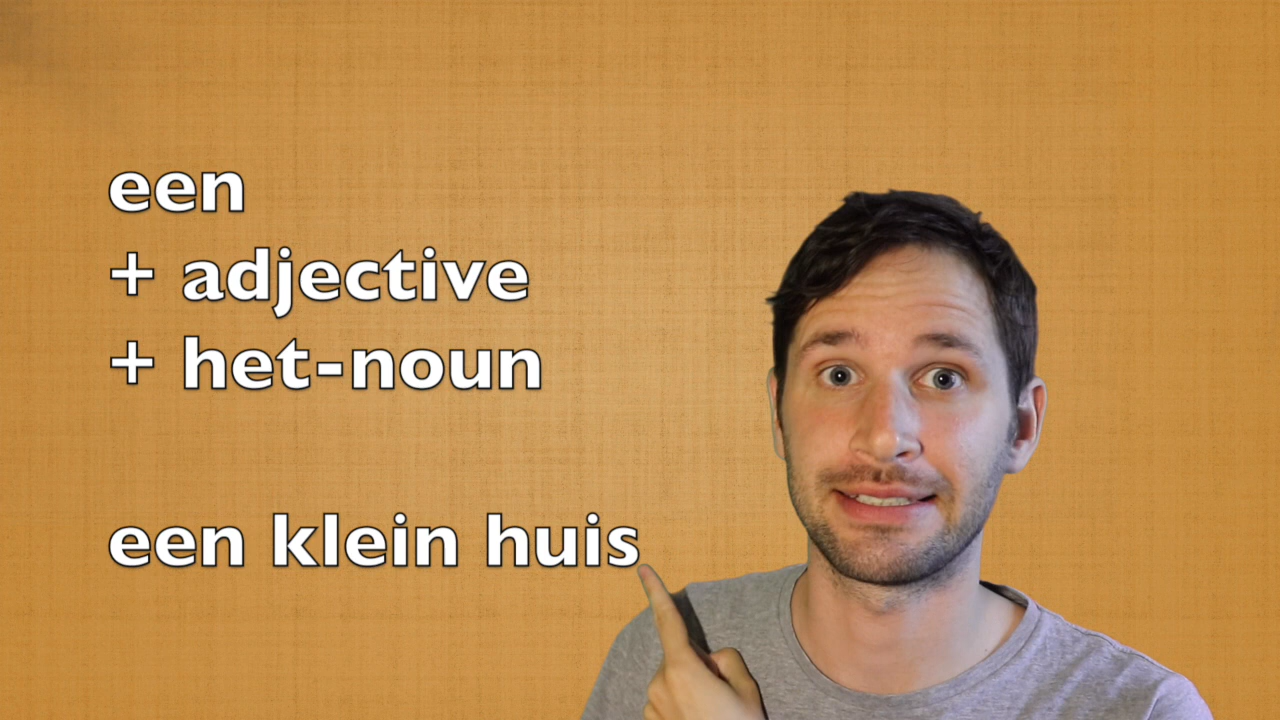 een
+ adjective
+ het-noun
een klein huis